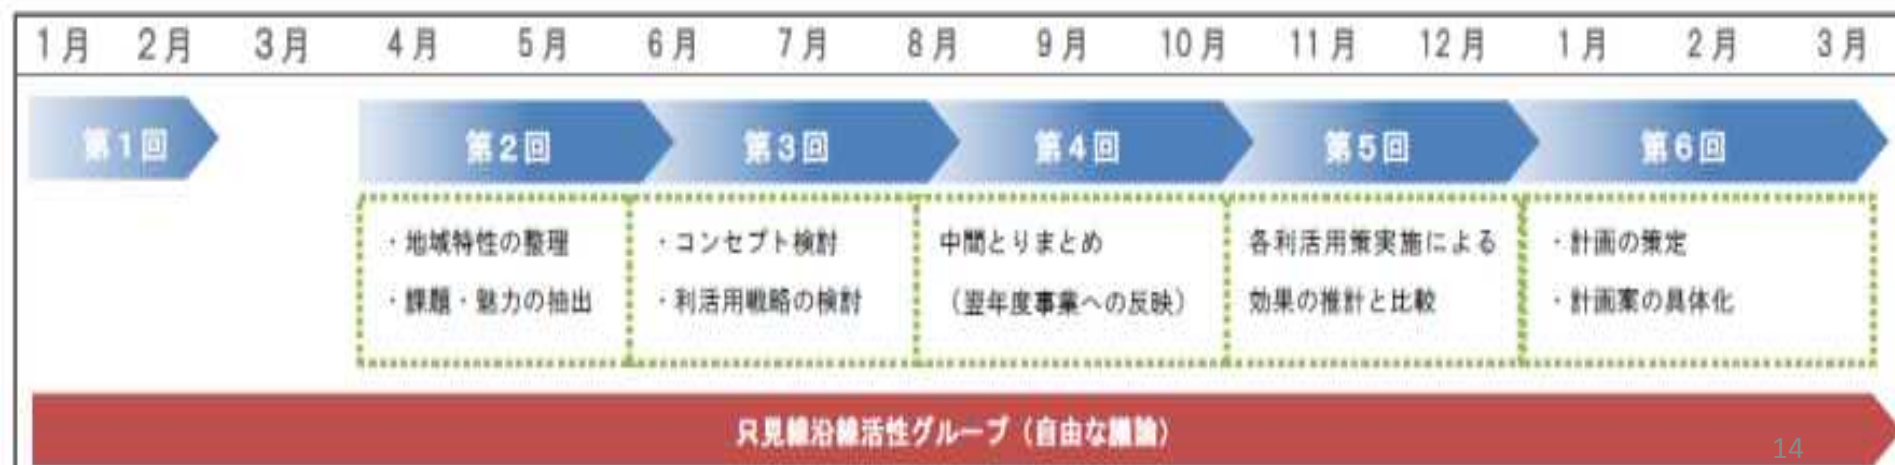 1月 2月 3月 4月 5月 6月 7月 8月 9月 10月 11月 12月 1月 2月 3月
第1回 第2回 第3回 第4回 第5回 第6回
・地域特性の整理
・課題・魅力の抽出
・コンセプト検討
・利活用戦略の検討
中間とりまとめ
（翌年度事業への反映）
各利活用策実施による
効果の推計と比較
・計画の策定
・計画案の具体化
只見線沿線活性グループ（自由な議論）
14